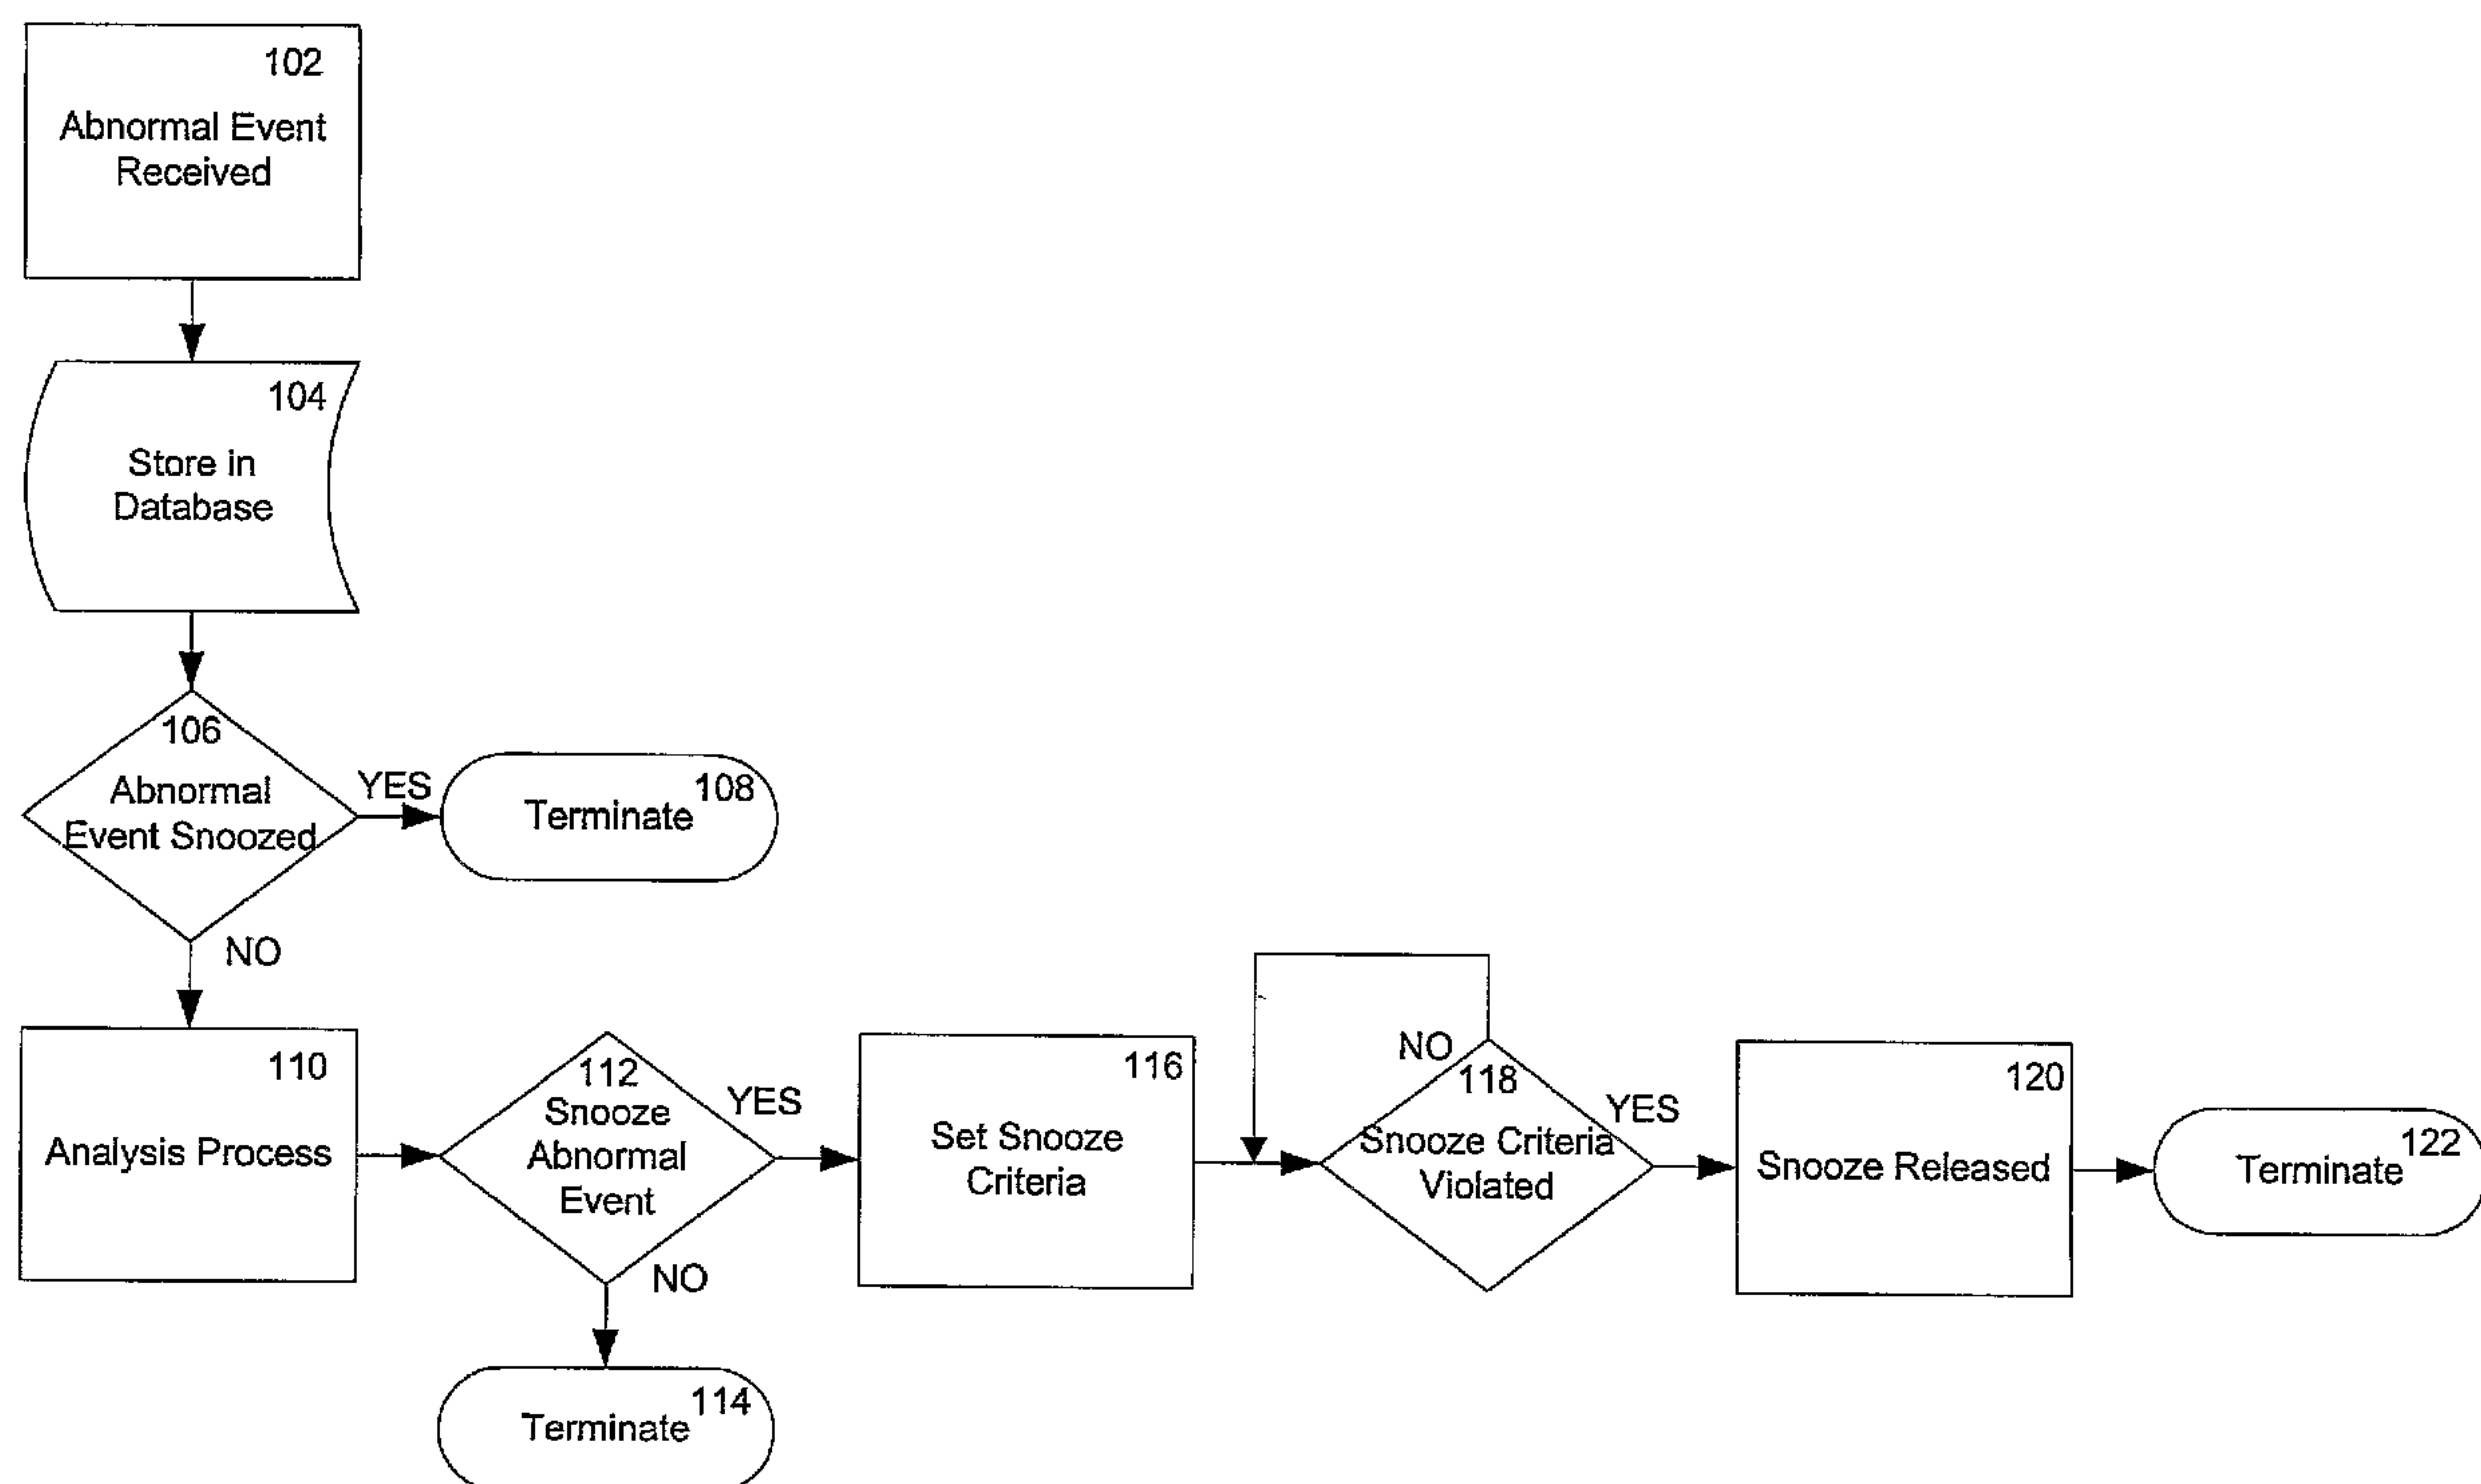 102
Abnormal Event
Received
104
Store in
Database
106
Abnormal
Event Snoozed
YES
108
Terminate
NO
110
Analysis Process
112
Snooze
Abnormal
Event
YES
NO
114
Terminate
116
Set Snooze
Criteria
NO
118
Snooze Criteria
Violated
YES
120
Snooze Released
122
Terminate